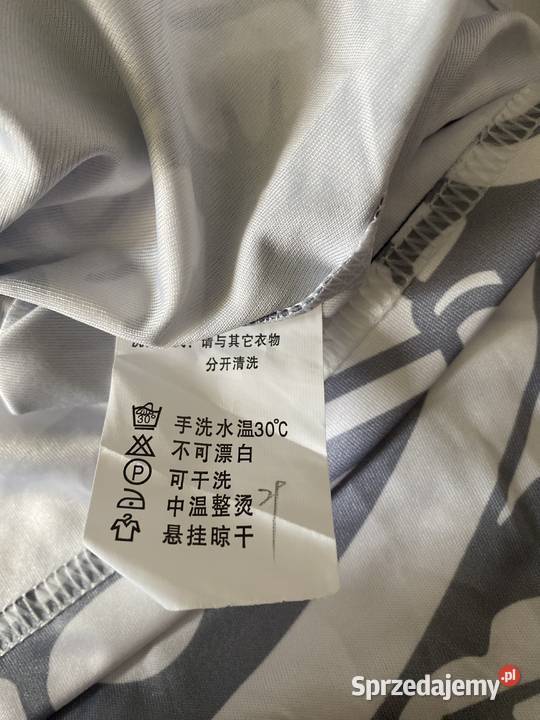 请与其它衣物
分开清洗
30° 手洗水温30℃
不可漂白
P 可干洗
中温整烫
悬挂晾干
Sprzedajemy.pl